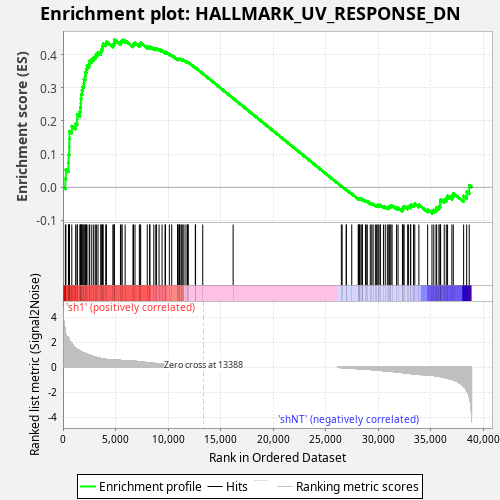 Enrichment plot: HALLMARK_UV_RESPONSE_DN
Enrichment score (ES)
0.4
0.3
0.2
0.1
0.0
-0.1
'sh1' (positively correlated)
Ranked list metric (Signal2Noise)
4
2
0
-2
-4
Zero cross at 13388
'shNT' (negatively correlated)
0
5,000
10,000
15,000
20,000
25,000
30,000
35,000
40,000
Rank in Ordered Dataset
Enrichment profile
Hits
Ranking metric scores